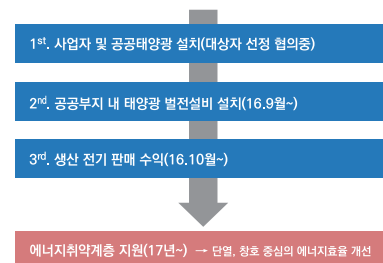 1st. 사업자 및 공공태양광 설치(대상자 선정 협의중)
2nd. 공공부지 내 태양광 벌전설비 설치(16.9월~)
3rd. 생산 전기 판매 수익(16.10월~)
에너지취약계층 지원(17년~) → 단열, 창호 중심의 에너지효율 개선